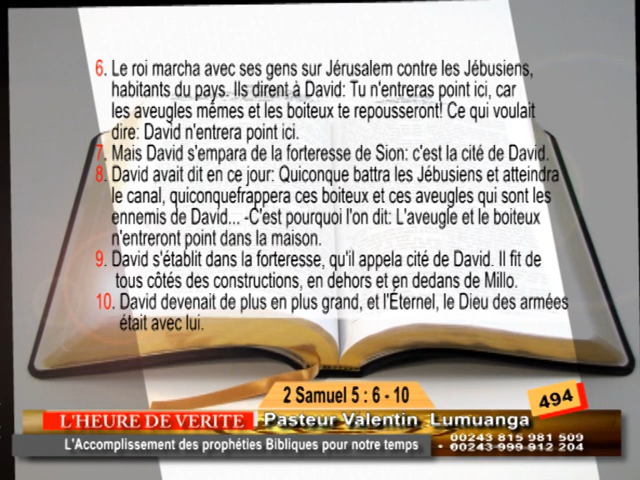 6. Le roi marcha avec ses gens sur Jérusalem contre les Jébusiens,
habitants du pays. Ils dirent à David: Tu n'entreras point ici, car
les aveugles mêmes et les boiteux te repousseront! Ce qui voulait
dire: David n'entrera point ici.
7. Mais David s'empara de la forteresse de Sion: c'est la cité de David.
8. David avait dit en ce jour: Quiconque battra les Jébusiens et atteindra
le canal, quiconquefrappera ces boiteux et ces aveugles qui sont les
ennemis de David... -C'est pourquoi l'on dit: L'aveugle et le boiteux
n'entreront point dans la maison.
9. David s'établit dans la forteresse, qu'il appela cité de David. Il fit de
tous côtés des constructions, en dehors et en dedans de Millo.
10. David devenait de plus en plus grand, et l'Éternel, le Dieu des armées
était avec lui.
2 Samuel 5 : 6 - 10
494
L'HEURE DE VERITE Pasteur Valentin Lumuanga
L'Accomplissement des prophéties Bibliques pour notre temps
00243 815 981 509
• 00243 999 912 204